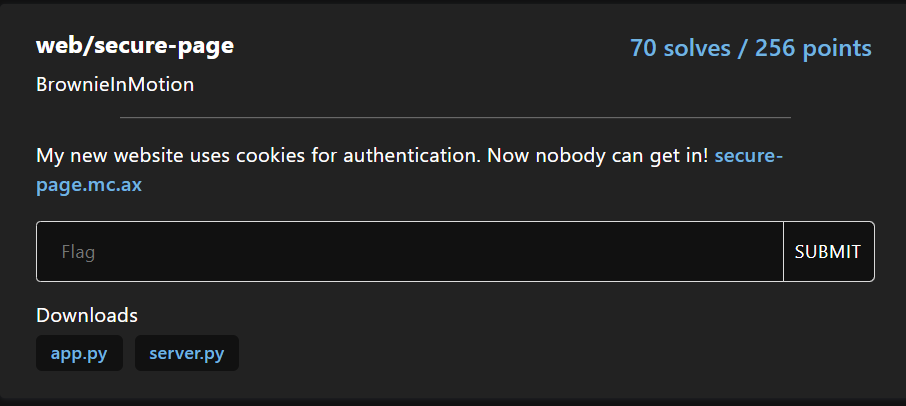 web/secure-page
70 solves / 256 points
BrownieInMotion
My new website uses cookies for authentication. Now nobody can get in! secure-
page.mc.ax
Flag
SUBMIT
Downloads
app.py
server.py